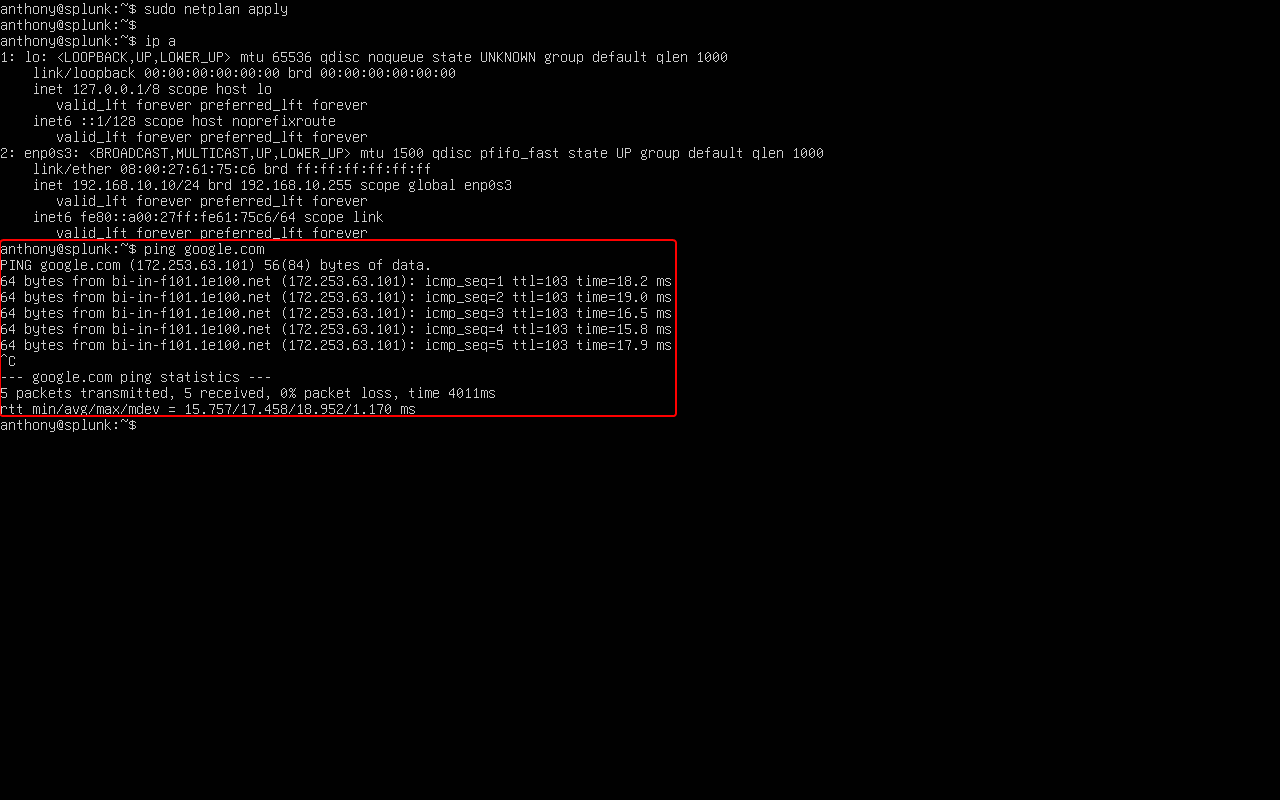 anthony@splunk:~$ sudo netplan apply
anthony@splunk:~$
anthony@splunk:~$ ip a
1: lo: <LOOPBACK,UP,LOWER_UP> mtu 65536 qdisc noqueue state UNKNOWN group default qlen 1000
    link/loopback 00:00:00:00:00:00 brd 00:00:00:00:00:00
    inet 127.0.0.1/8 scope host lo
       valid_lft forever preferred_lft forever
    inet6 ::1/128 scope host noprefixroute
       valid_lft forever preferred_lft forever
2: enp0s3: <BROADCAST,MULTICAST,UP,LOWER_UP> mtu 1500 qdisc pfifo_fast state UP group default qlen 1000
    link/ether 08:00:27:61:75:c6 brd ff:ff:ff:ff:ff:ff
    inet 192.168.10.10/24 brd 192.168.10.255 scope global enp0s3
       valid_lft forever preferred_lft forever
    inet6 fe80::a00:27ff:fe61:75c6/64 scope link
       valid_lft forever preferred_lft forever
anthony@splunk:~$ ping google.com
PING google.com (172.253.63.101) 56(84) bytes of data.
64 bytes from bi-in-f101.1e100.net (172.253.63.101): icmp_seq=1 ttl=103 time=18.2 ms
64 bytes from bi-in-f101.1e100.net (172.253.63.101): icmp_seq=2 ttl=103 time=19.0 ms
64 bytes from bi-in-f101.1e100.net (172.253.63.101): icmp_seq=3 ttl=103 time=16.5 ms
64 bytes from bi-in-f101.1e100.net (172.253.63.101): icmp_seq=4 ttl=103 time=15.8 ms
64 bytes from bi-in-f101.1e100.net (172.253.63.101): icmp_seq=5 ttl=103 time=17.9 ms
^C
--- google.com ping statistics ---
5 packets transmitted, 5 received, 0% packet loss, time 4011ms
rtt min/avg/max/mdev = 15.757/17.458/18.952/1.170 ms
anthony@splunk:~$